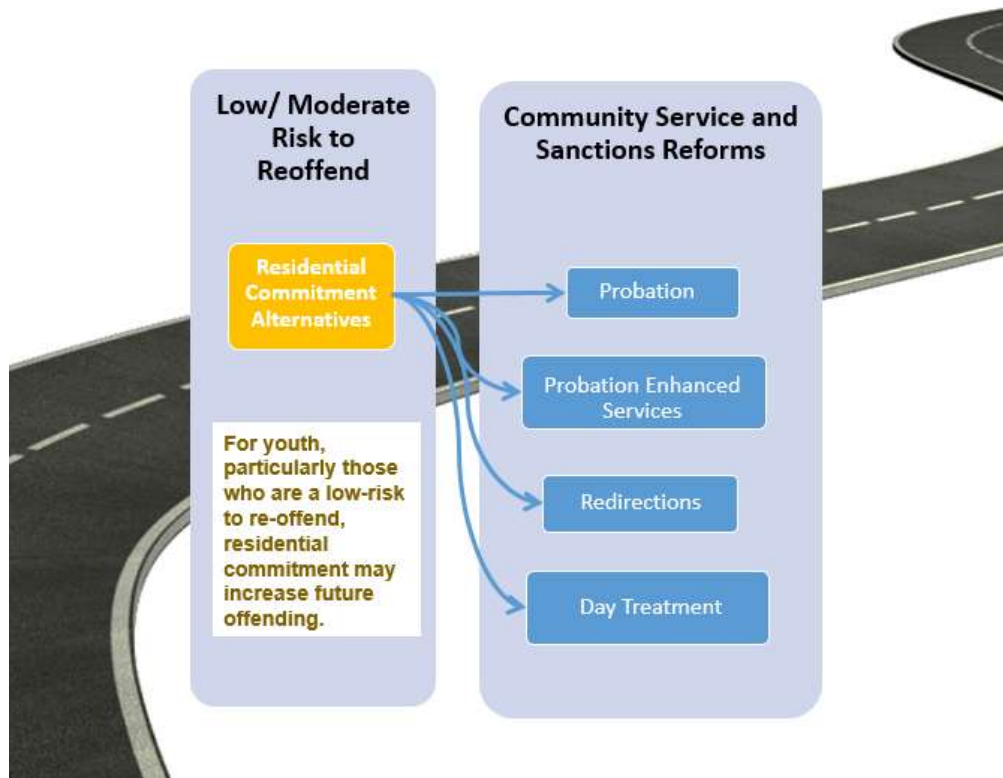 Low/ Moderate
Risk to
Reoffend
Residential
Commitment
Alternatives
For youth,
particularly those
who are a low-risk
to re-offend,
residential
commitment may
increase future
offending.
Community Service and
Sanctions Reforms
Probation
Probation Enhanced
Services
Redirections
Day Treatment